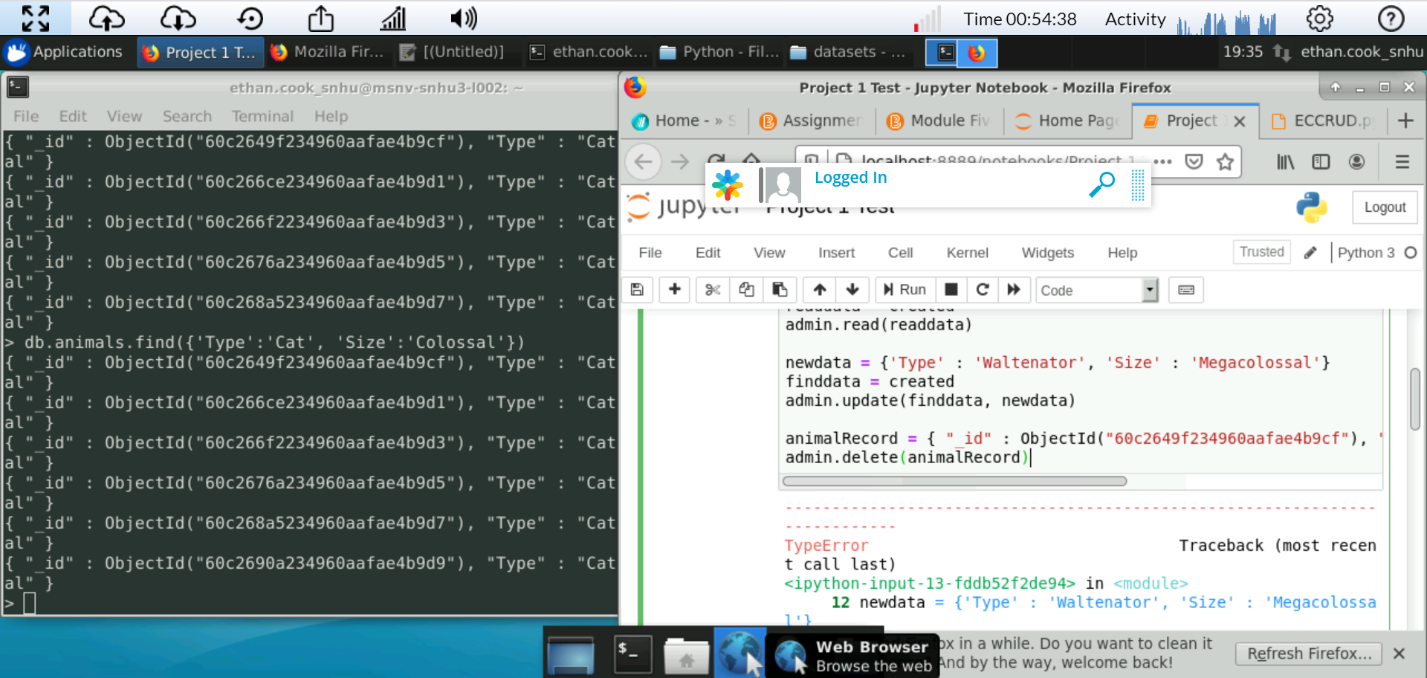 Time 00:54:38 Activity
Applications Project 1 T... Mozilla Fir... [(Untitled)] ethan.cook... Python - Fil... datasets - ... 19:35 ethan.cook_snhu
ethan.cook_snhu@msnv-snhu3-l002: ~
File Edit View Search Terminal Help
{ "_id" : ObjectId("60c2649f234960aafae4b9cf"), "Type" : "Cat
al" }
{ "_id" : ObjectId("60c266ce234960aafae4b9d1"), "Type" : "Cat
al" }
{ "_id" : ObjectId("60c266f2234960aafae4b9d3"), "Type" : "Cat
al" }
{ "_id" : ObjectId("60c2676a234960aafae4b9d5"), "Type" : "Cat
al" }
{ "_id" : ObjectId("60c268a5234960aafae4b9d7"), "Type" : "Cat
al" }
> db.animals.find({'Type':'Cat', 'Size':'Colossal'})
{ "_id" : ObjectId("60c2649f234960aafae4b9cf"), "Type" : "Cat
al" }
{ "_id" : ObjectId("60c266ce234960aafae4b9d1"), "Type" : "Cat
al" }
{ "_id" : ObjectId("60c266f2234960aafae4b9d3"), "Type" : "Cat
al" }
{ "_id" : ObjectId("60c2676a234960aafae4b9d5"), "Type" : "Cat
al" }
{ "_id" : ObjectId("60c268a5234960aafae4b9d7"), "Type" : "Cat
al" }
{ "_id" : ObjectId("60c2690a234960aafae4b9d9"), "Type" : "Cat
al" }
>
Project 1 Test - Jupyter Notebook - Mozilla Firefox
Home - » S Assignmen Module Fiv Home Page Project 1 ECCRUD.p
localhost:8889/notebooks/Project 1
Logged In
jupyter Project 1 Test Logout
File Edit View Insert Cell Kernel Widgets Help Trusted Python 3
Run Code
readdata = created
admin.read(readdata)
newdata = {'Type' : 'Waltenator', 'Size' : 'Megacolossal'}
finddata = created
admin.update(finddata, newdata)
animalRecord = { "_id" : ObjectId("60c2649f234960aafae4b9cf"), "
admin.delete(animalRecord)
---------------------------------------------------------------
------------
TypeError Traceback (most recen
t call last)
<ipython-input-13-fddb52f2de94> in <module>
12 newdata = {'Type' : 'Waltenator', 'Size' : 'Megacolossa
l'}
ox in a while. Do you want to clean it
And by the way, welcome back!
Refresh Firefox...
Web Browser
Browse the web